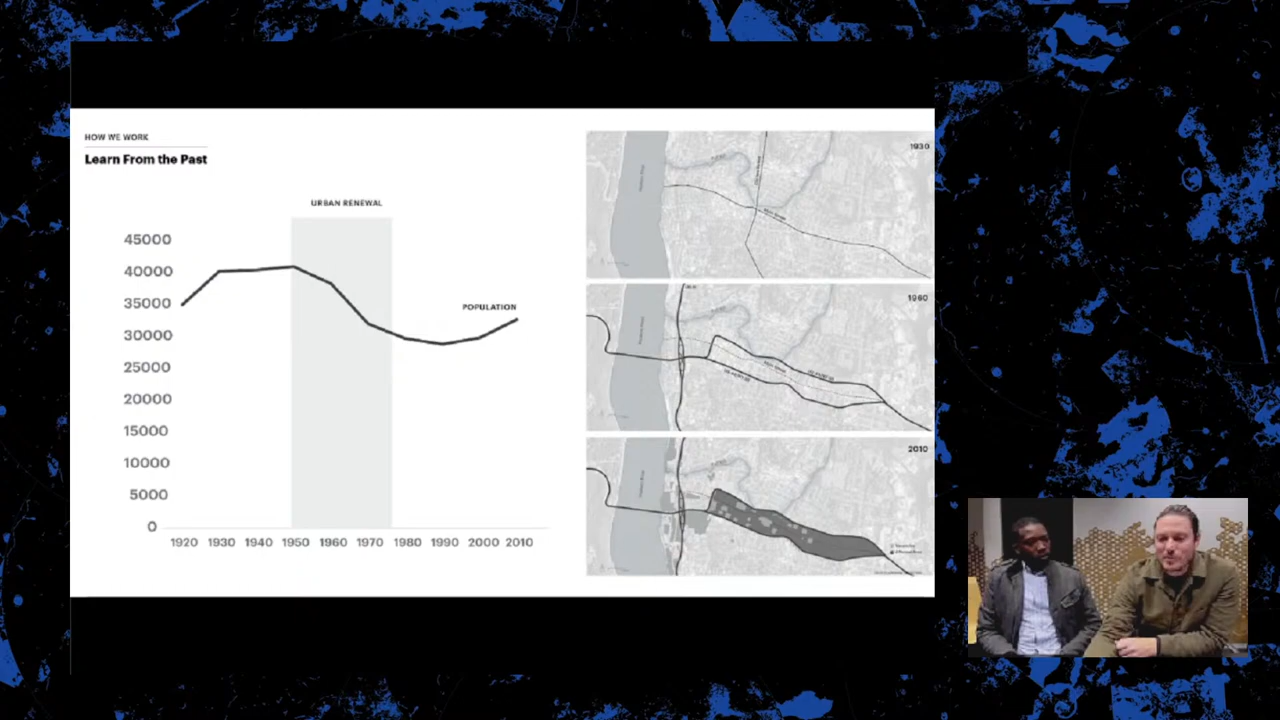 HOW WE WORK
Learn From the Past
URBAN RENEWAL
45000
40000
35000
30000
25000
20000
15000
10000
5000
0
POPULATION
1920 1930 1940 1950 1960 1970 1980 1990 2000 2010
1930
1960
2010